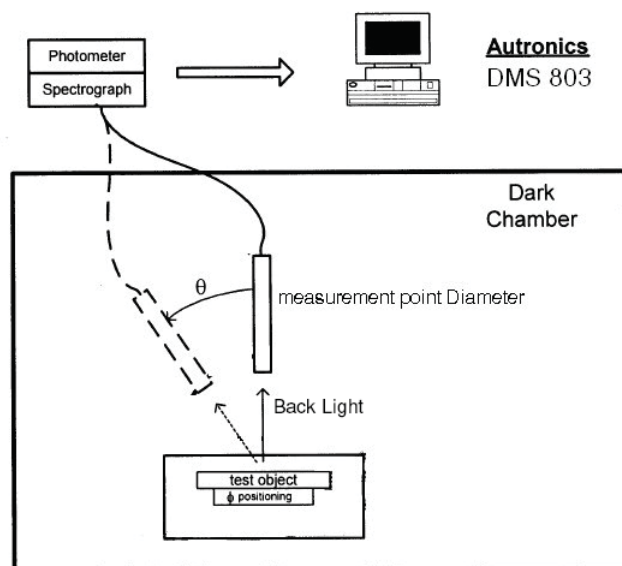 Photometer
Spectrograph
Autronics
DMS 803
Dark
Chamber
θ
measurement point Diameter
Back Light
test object
ϕ positioning